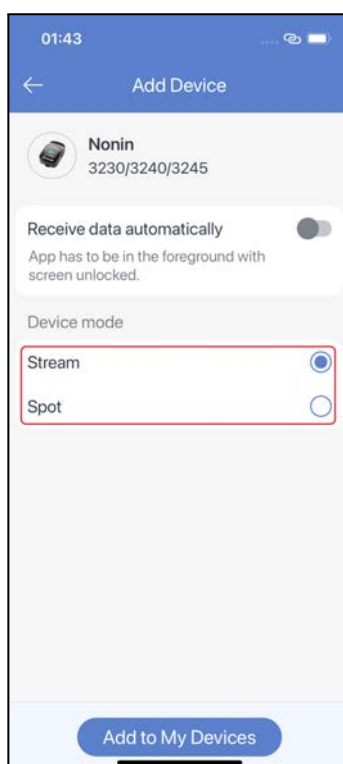 01:43
Add Device
Nonin
3230/3240/3245
Receive data automatically
App has to be in the foreground with
screen unlocked.
Device mode
Stream
Spot
Add to My Devices